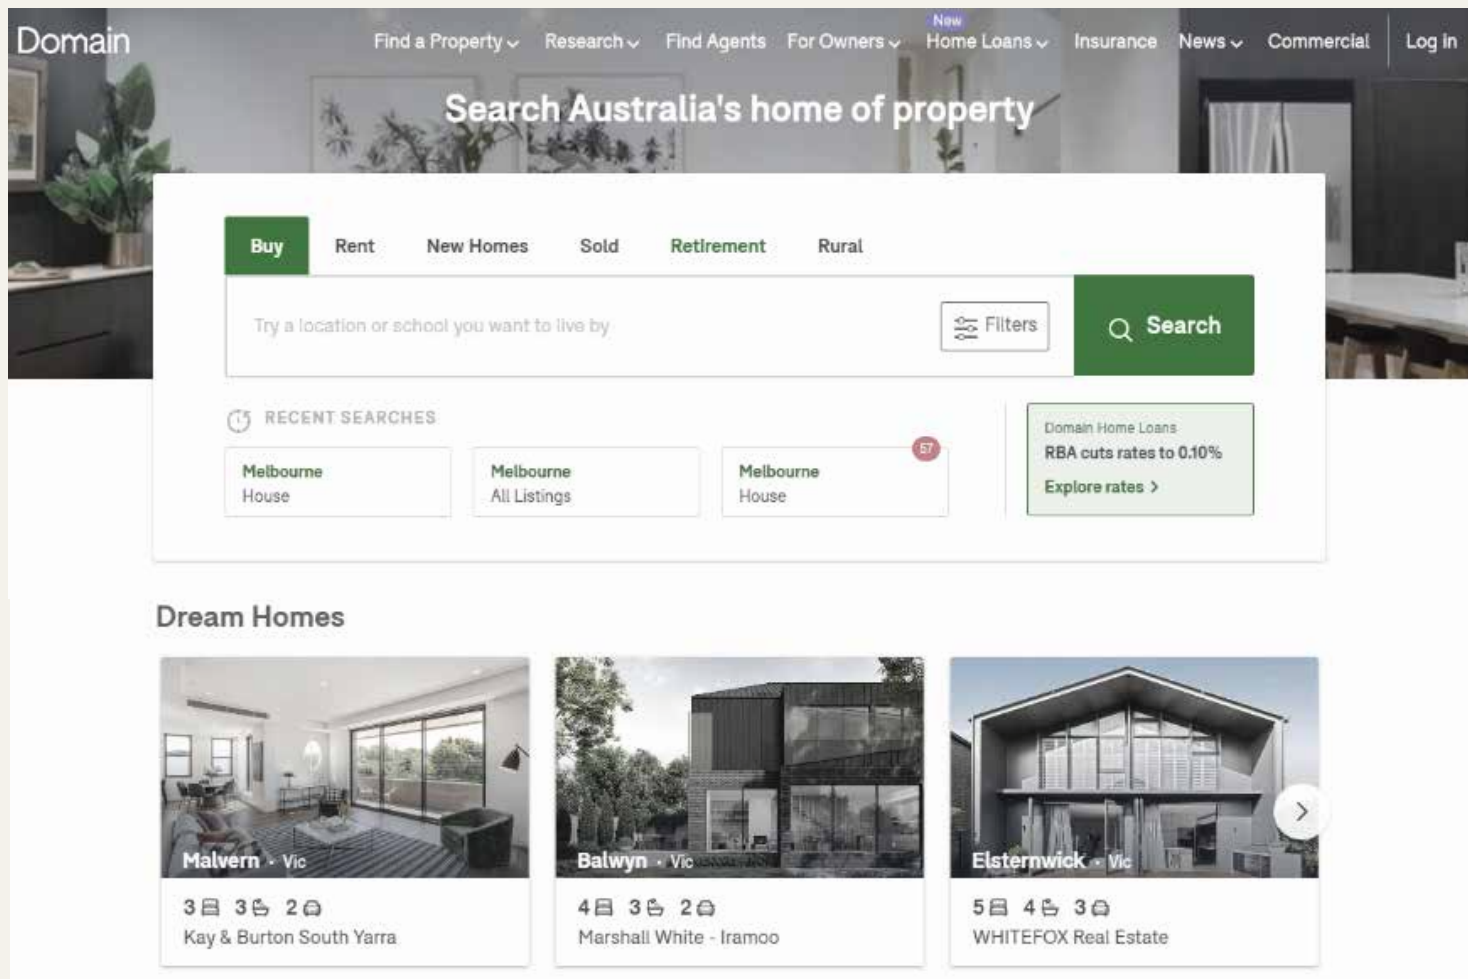 Domain
Find a Property Research Find Agents For Owners New Home Loans Insurance News Commercial Log in
Search Australia's home of property
Buy Rent New Homes Sold Retirement Rural
Try a location or school you want to live by Filters Search
RECENT SEARCHES
Melbourne
House
Melbourne
All Listings
57
Melbourne
House
Domain Home Loans
RBA cuts rates to 0.10%
Explore rates
Dream Homes
Malvern · Vic
3 3 2
Kay & Burton South Yarra
Balwyn · Vic
4 3 2
Marshall White - Iramoo
Elsternwick · Vic
5 4 3
WHITEFOX Real Estate